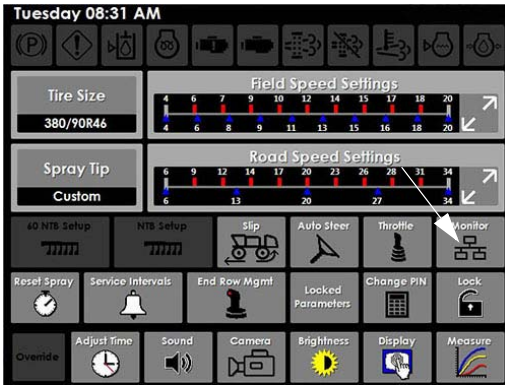 Tuesday 08:31 AM
(P)
Tire Size
380/90R46
Field Speed Settings
4 6 7 9 10 12 14 15 17 18 20
4 6 8 9 11 13 15 16 18 20
Spray Tip
Custom
Road Speed Settings
6 9 12 14 17 20 23 26 28 31 34
6 13 20 27 34
60 NTB Setup
NTB Setup
Slip
Auto Steer
Throttle
Monitor
Reset Spray
Service Intervals
End Row Mgmt
Locked
Parameters
Change PIN
Lock
Override
Adjust Time
Sound
Camera
Brightness
Display
Measure